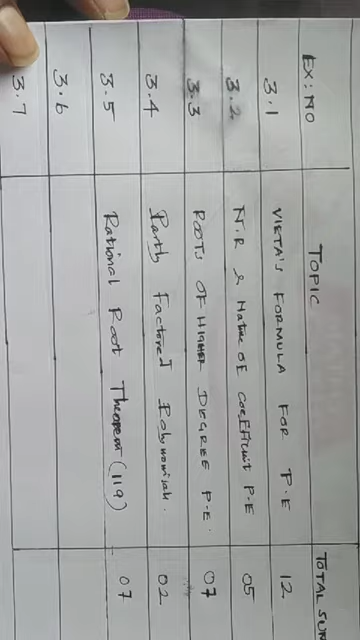 EX: NO TOPIC TOTAL SUM
3.1 VIETA'S FORMULA FOR P.E 12
3.2 N.R & Nature of Coefficient P.E 05
3.3 ROOTS OF HIGHER DEGREE P.E. 07
3.4 Partly Factored Polynomials. 02
3.5 Rational Root Theorem (119) 07
3.6
3.7